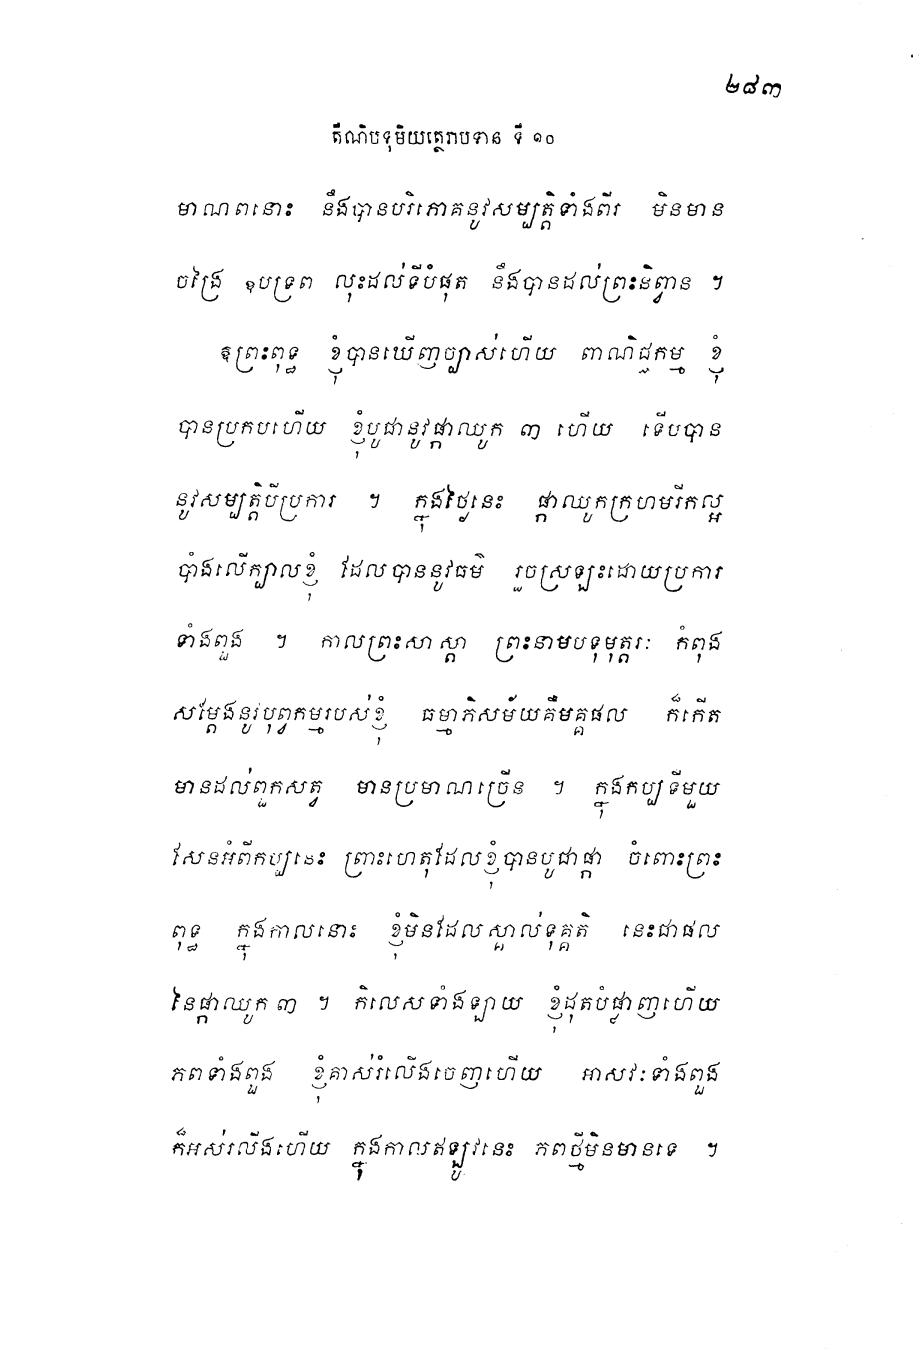 ២៨៣
តីណិបទុមិយត្ថេរាបទាន ទី ១០
មាណពនោះ នឹងបានបរិភោគនូវសម្បត្តិទាំងពីរ មិនមាន
ចង្រៃ ឧបទ្រព លុះដល់ទីបំផុត នឹងបានដល់ព្រះនិព្វាន ។
ឧព្រះពុទ្ធ ខ្ញុំបានឃើញច្បាស់ហើយ ពាណិជ្ជកម្ម ខ្ញុំ
បានប្រកបហើយ ខ្ញុំបូជានូវផ្កាឈូក ៣ ហើយ ទើបបាន
នូវសម្បត្តិបីប្រការ ។ ក្នុងថ្ងៃនេះ ផ្កាឈូកក្រហមរីកល្អ
បាំងលើក្បាលខ្ញុំ ដែលបាននូវធម៌ រួចស្រឡះដោយប្រការ
ទាំងពួង ។ កាលព្រះសាស្តា ព្រះនាមបទុមុត្តរៈ កំពុង
សម្តែងនូវបុព្វកម្មរបស់ខ្ញុំ ធម្មាភិសម័យគឺមគ្គផល ក៏កើត
មានដល់ពួកសត្វ មានប្រមាណច្រើន ។ ក្នុងកប្បទីមួយ
សែនអំពីកប្បនេះ ព្រោះហេតុដែលខ្ញុំបានបូជាផ្កា ចំពោះព្រះ
ពុទ្ធ ក្នុងកាលនោះ ខ្ញុំមិនដែលស្គាល់ទុគ្គតិ នេះជាផល
នៃផ្កាឈូក ៣ ។ កិលេសទាំងឡាយ ខ្ញុំដុតបំផ្លាញហើយ
ភពទាំងពួង ខ្ញុំគាស់រំលើងចេញហើយ អាសវៈទាំងពួង
ក៏អស់រលីងហើយ ក្នុងកាលឥឡូវនេះ ភពថ្មីមិនមានទេ ។